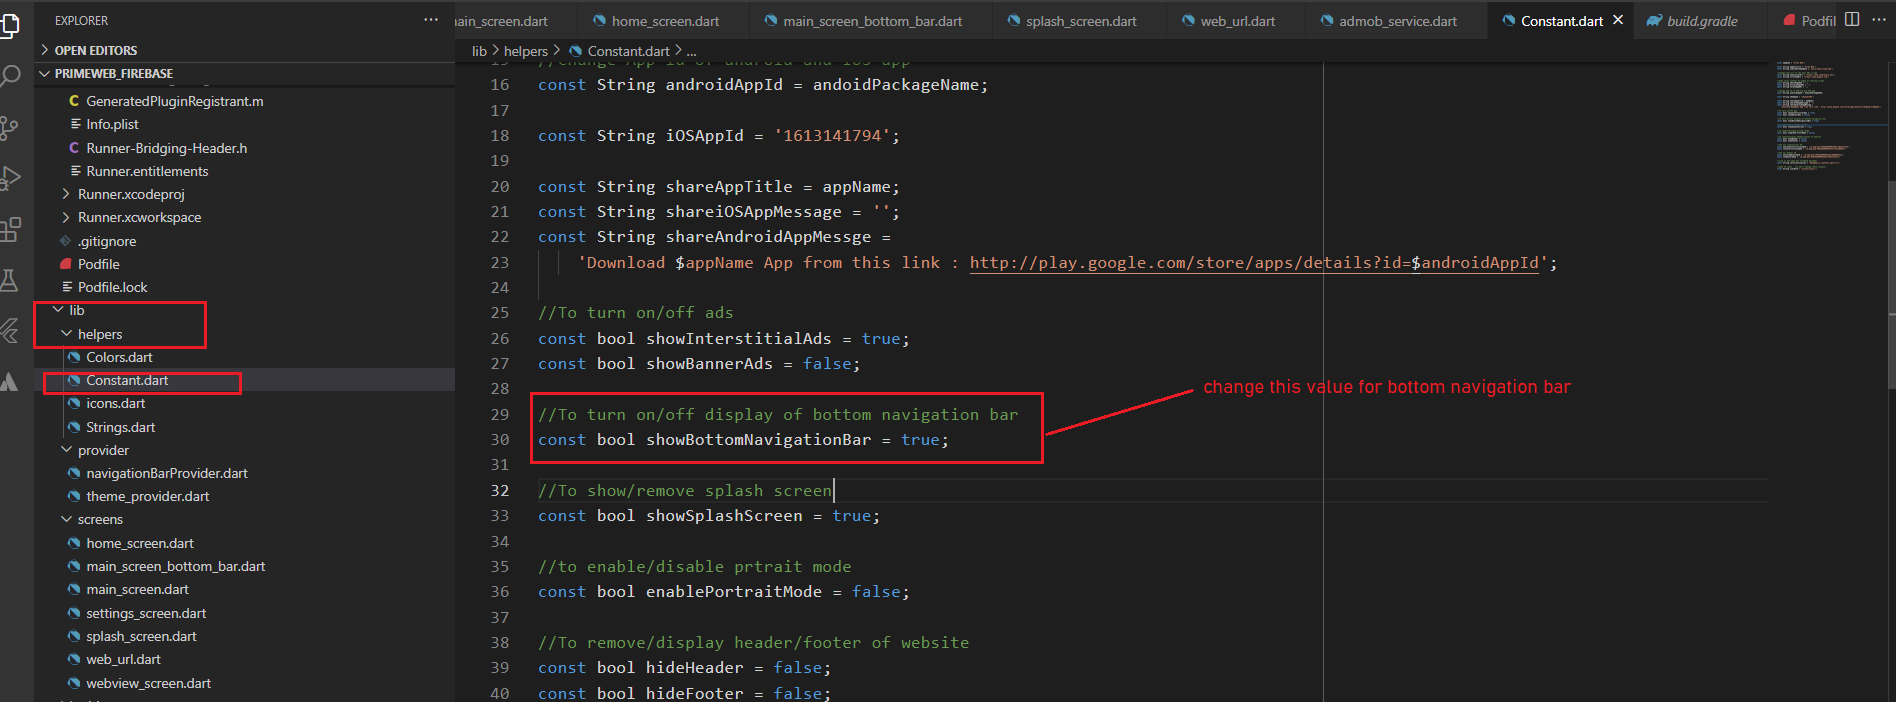 EXPLORER
OPEN EDITORS
PRIMEWEB_FIREBASE
GeneratedPluginRegistrant.m
Info.plist
Runner-Bridging-Header.h
Runner.entitlements
Runner.xcodeproj
Runner.xcworkspace
.gitignore
Podfile
Podfile.lock
lib
helpers
Colors.dart
Constant.dart
icons.dart
Strings.dart
provider
navigationBarProvider.dart
theme_provider.dart
screens
home_screen.dart
main_screen_bottom_bar.dart
main_screen.dart
settings_screen.dart
splash_screen.dart
web_url.dart
webview_screen.dart
ain_screen.dart home_screen.dart main_screen_bottom_bar.dart splash_screen.dart web_url.dart admob_service.dart Constant.dart build.gradle Podfil
lib > helpers > Constant.dart > ...
15 //change App id of android and ios app
16 const String androidAppId = andoidPackageName;
17
18 const String iOSAppId = '1613141794';
19
20 const String shareAppTitle = appName;
21 const String shareiOSAppMessage = '';
22 const String shareAndroidAppMessge =
23 'Download $appName App from this link : http://play.google.com/store/apps/details?id=$androidAppId';
24
25 //To turn on/off ads
26 const bool showInterstitialAds = true;
27 const bool showBannerAds = false;
28
29 //To turn on/off display of bottom navigation bar
30 const bool showBottomNavigationBar = true;
31
32 //To show/remove splash screen
33 const bool showSplashScreen = true;
34
35 //to enable/disable prtrait mode
36 const bool enablePortraitMode = false;
37
38 //To remove/display header/footer of website
39 const bool hideHeader = false;
40 const bool hideFooter = false;
change this value for bottom navigation bar